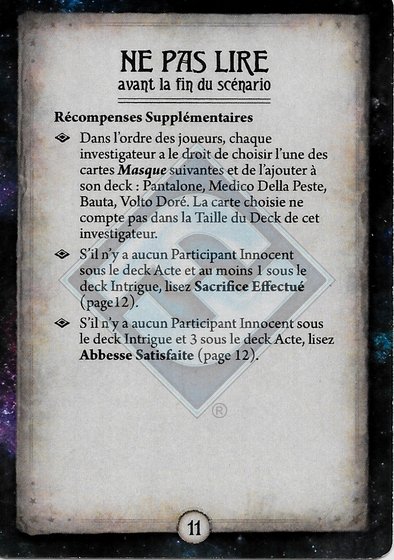 NE PAS LIRE
avant la fin du scénario
Récompenses Supplémentaires
Dans l'ordre des joueurs, chaque
investigateur a le droit de choisir l'une des
cartes Masque suivantes et de l'ajouter à
son deck : Pantalone, Medico Della Peste,
Bauta, Volto Doré. La carte choisie ne
compte pas dans la Taille du Deck de cet
investigateur.
S'il n'y a aucun Participant Innocent
sous le deck Acte et au moins 1 sous le
deck Intrigue, lisez Sacrifice Effectué
(page12).
S'il n'y a aucun Participant Innocent sous
le deck Intrigue et 3 sous le deck Acte, lisez
Abbesse Satisfaite (page 12).
®
11